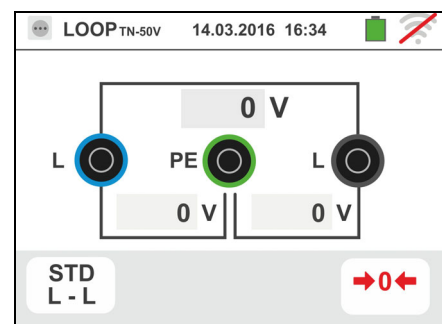 LOOP TN-50V 14.03.2016 16:34
0 V
L PE L
0 V 0 V
STD
L - L
0